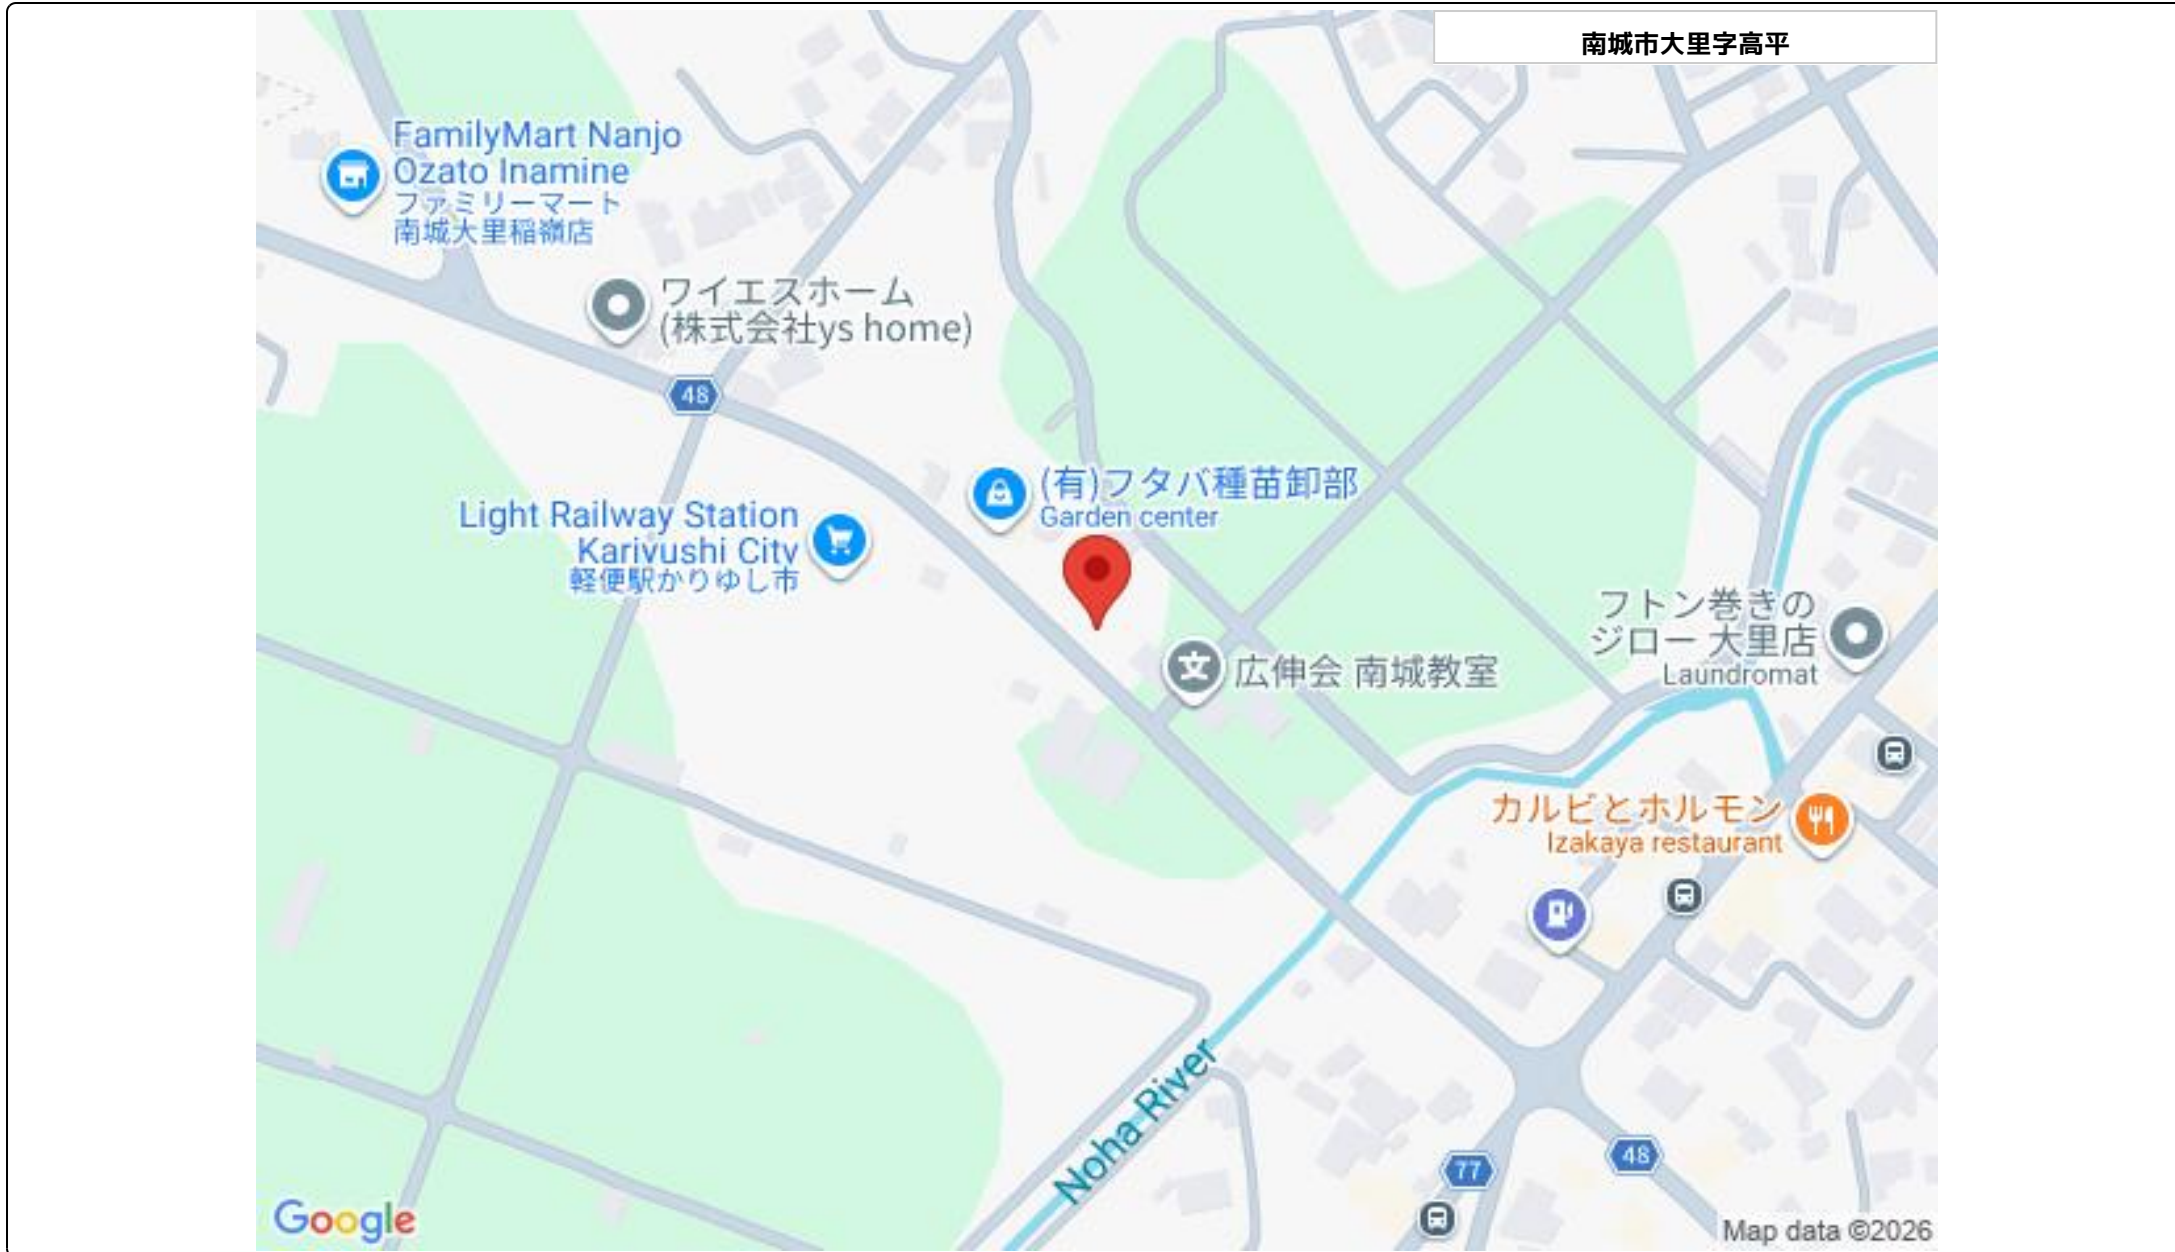 南城市大里字高平
FamilyMart Nanjo
Ozato Inamine
ファミリーマート
南城大里稲嶺店
ワイエスホーム
(株式会社ys home)
48
(有)フタバ種苗卸部
Garden center
Light Railway Station
Kariyushi City
軽便駅かりゆし市
フトン巻きの
ジロー 大里店
Laundromat
文
広伸会 南城教室
カルビとホルモン
Izakaya restaurant
Noha River
77
48
Google
Map data ©2026